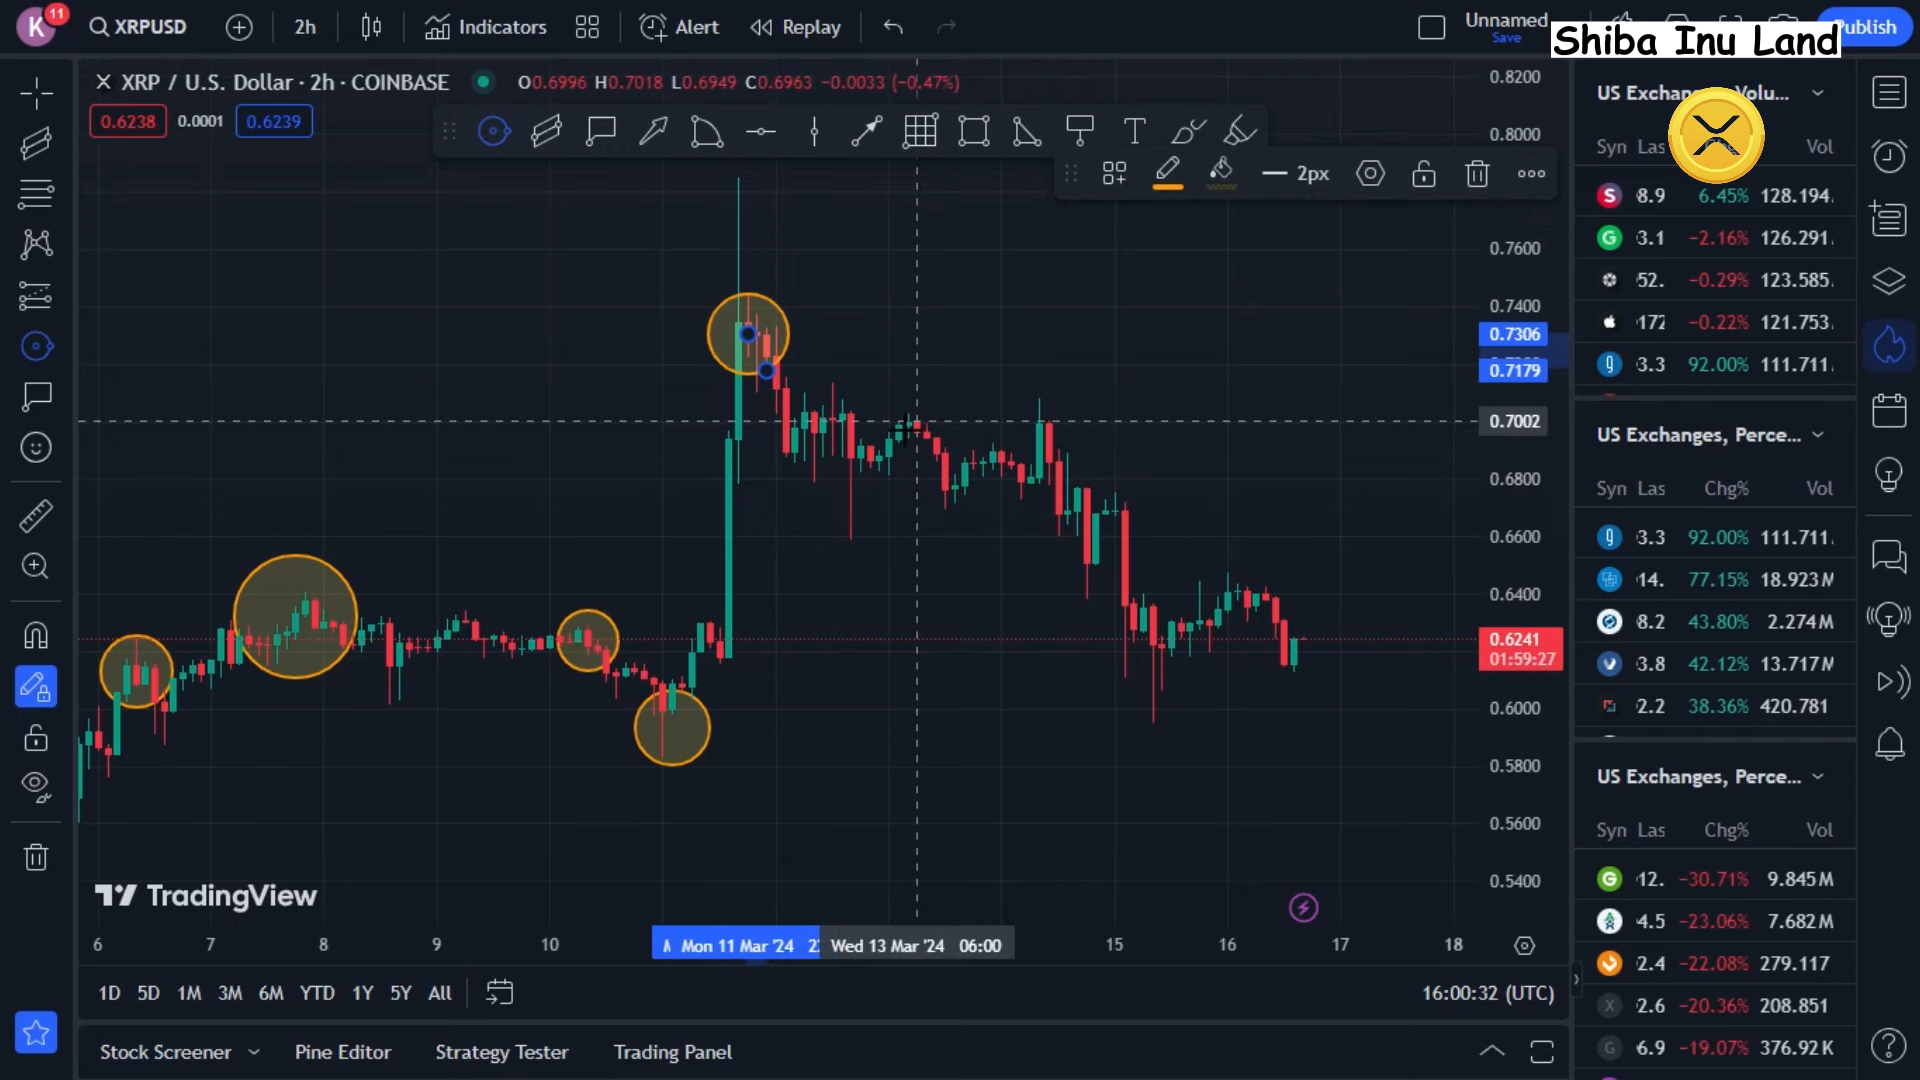 K 11 XRPUSD 2h Indicators Alert Replay Unnamed Save Publish
Shiba Inu Land
XRP / U.S. Dollar · 2h · COINBASE O0.6996 H0.7018 L0.6949 C0.6963 −0.0033 (−0.47%)
0.6238 0.0001 0.6239
2px
0.8200
0.8000
0.7600
0.7400
0.7306
0.7179
0.7002
0.6800
0.6600
0.6400
0.6241
01:59:27
0.6000
0.5800
0.5600
0.5400
TradingView
6 7 8 9 10 Mon 11 Mar '24 Wed 13 Mar '24 06:00 15 16 17 18
1D 5D 1M 3M 6M YTD 1Y 5Y All 16:00:32 (UTC)
Stock Screener Pine Editor Strategy Tester Trading Panel
US Exchan Volu...
Syn Las Vol
S 8.9 6.45% 128.194
G 3.1 −2.16% 126.291
52. −0.29% 123.585
172 −0.22% 121.753
g 3.3 92.00% 111.711
US Exchanges, Perce...
Syn Las Chg% Vol
g 3.3 92.00% 111.711
14. 77.15% 18.923M
8.2 43.80% 2.274M
3.8 42.12% 13.717M
2.2 38.36% 420.781
US Exchanges, Perce...
Syn Las Chg% Vol
G 12. −30.71% 9.845M
4.5 −23.06% 7.682M
2.4 −22.08% 279.117
X 2.6 −20.36% 208.851
G 6.9 −19.07% 376.92K